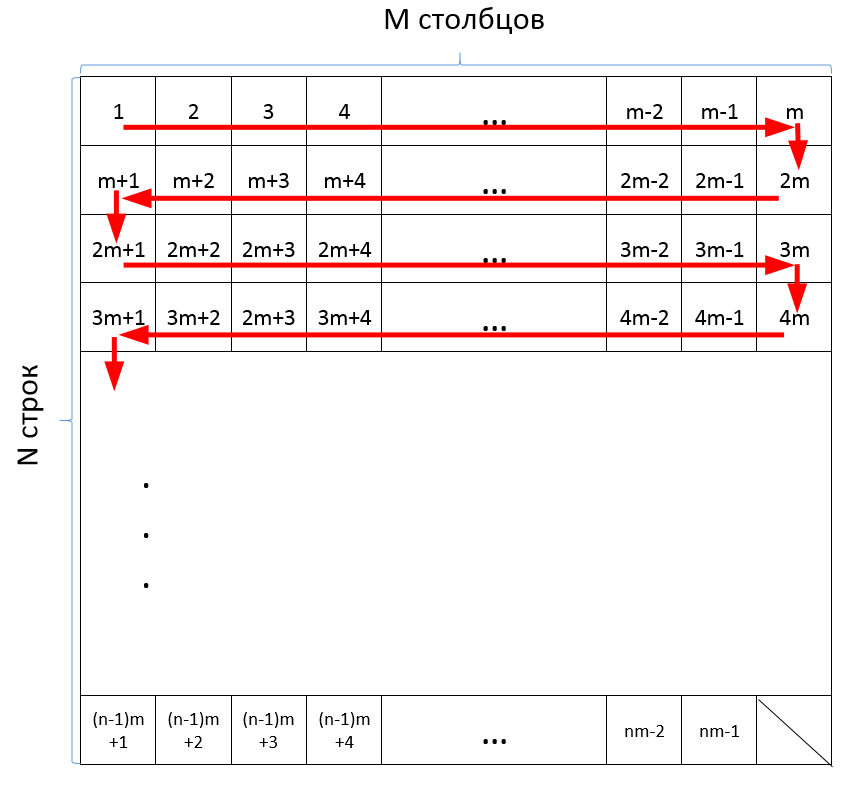 M столбцов
1 2 3 4 ... m-2 m-1 m
m+1 m+2 m+3 m+4 ... 2m-2 2m-1 2m
2m+1 2m+2 2m+3 2m+4 ... 3m-2 3m-1 3m
3m+1 3m+2 2m+3 3m+4 ... 4m-2 4m-1 4m
N строк
.
.
.
(n-1)m (n-1)m (n-1)m (n-1)m ... nm-2 nm-1
+1 +2 +3 +4